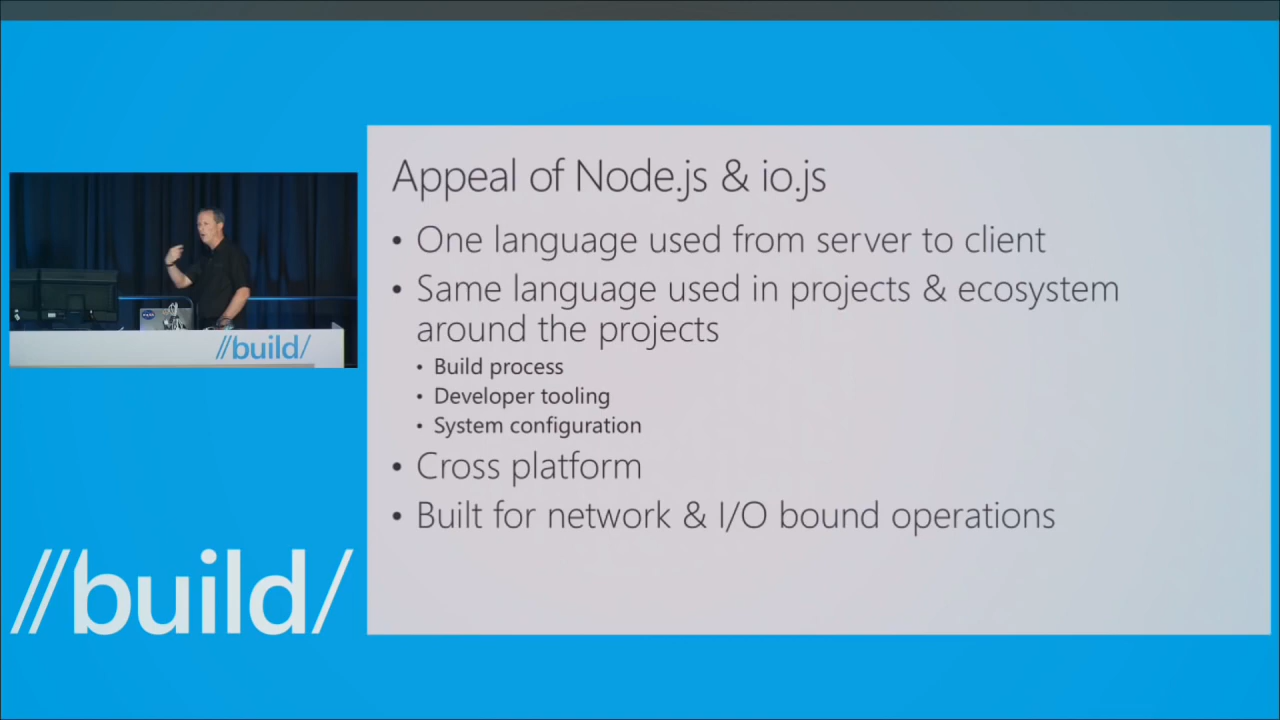 Appeal of Node.js & io.js
• One language used from server to client
• Same language used in projects & ecosystem
around the projects
• Build process
• Developer tooling
• System configuration
• Cross platform
• Built for network & I/O bound operations
//build/
//build/